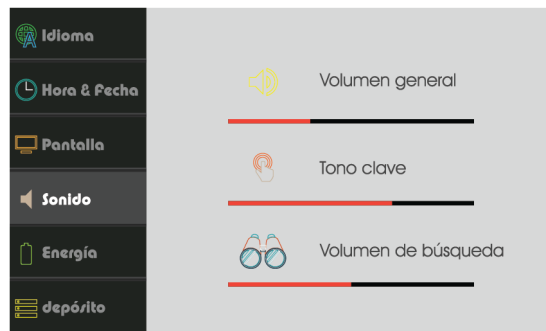 Idioma
Hora & Fecha
Pantalla
Sonido
Energía
depósito
Volumen general
Tono clave
Volumen de búsqueda